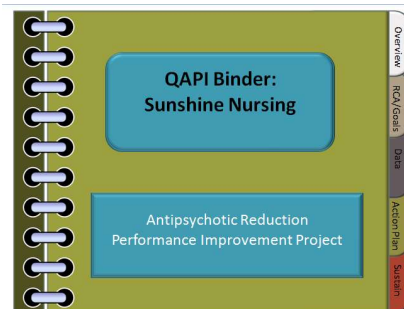 QAPI Binder:
Sunshine Nursing
Antipsychotic Reduction
Performance Improvement Project
Overview
RCA/Goals
Data
Action Plan
Sustain